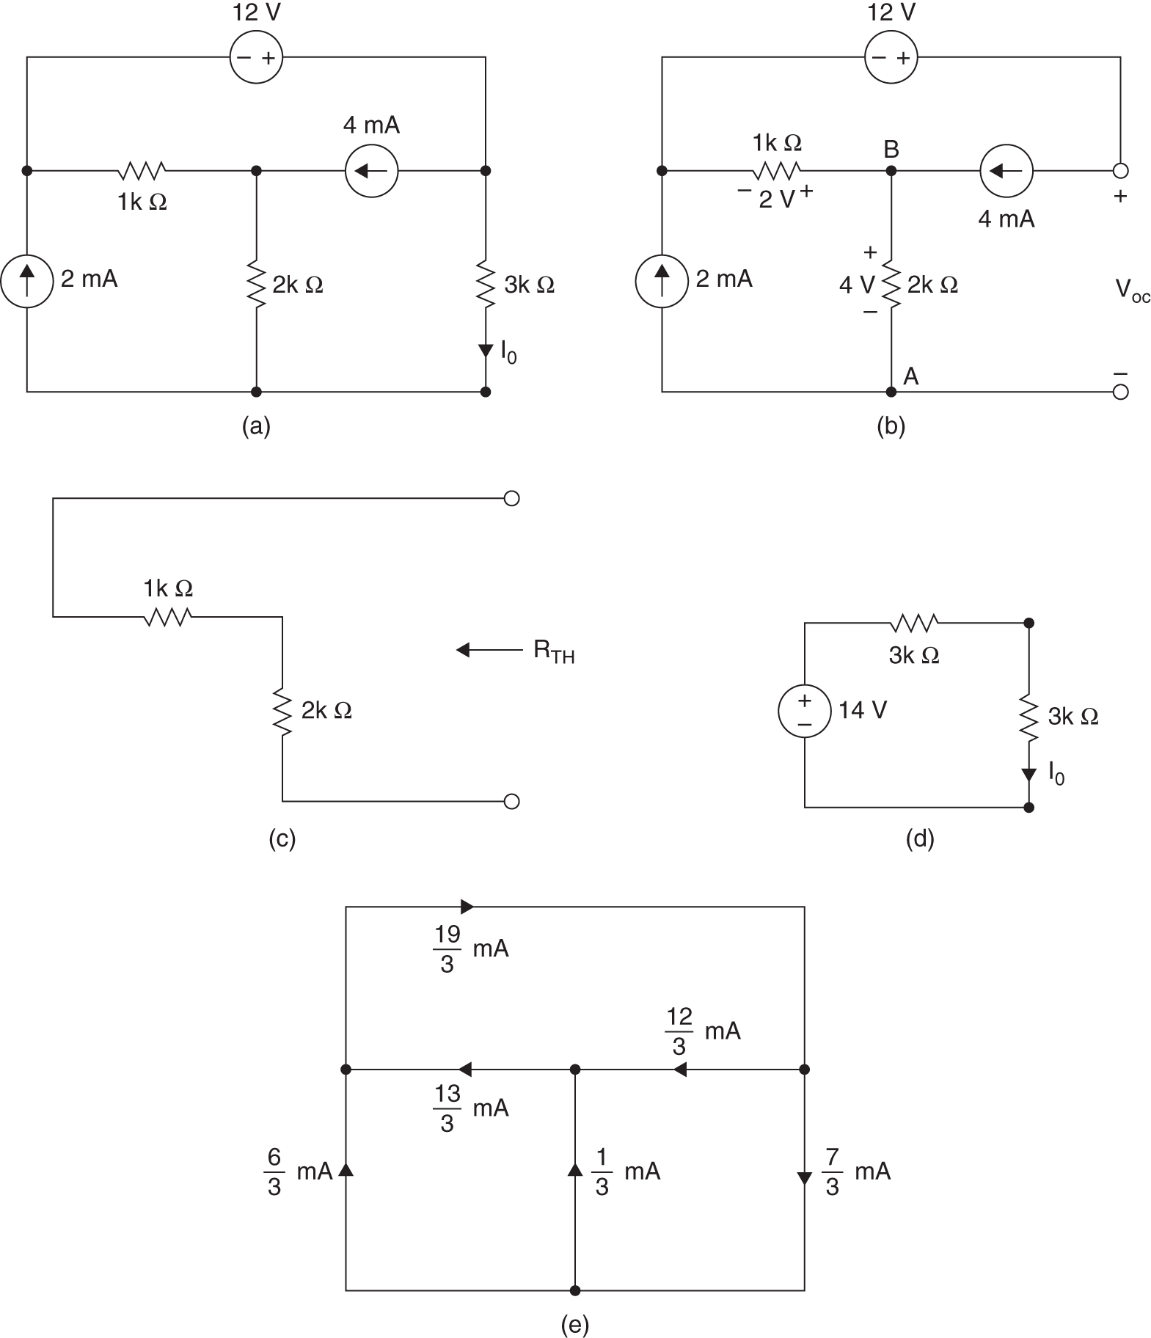 12 V
− +
4 mA
1k Ω
2 mA
2k Ω
3k Ω
I0
(a)
12 V
− +
1k Ω
B
− 2 V +
4 mA
+
2 mA
+
4 V
−
2k Ω
Voc
A
−
(b)
1k Ω
RTH
2k Ω
(c)
3k Ω
+
−
14 V
3k Ω
I0
(d)
19/3 mA
12/3 mA
13/3 mA
6/3 mA
1/3 mA
7/3 mA
(e)